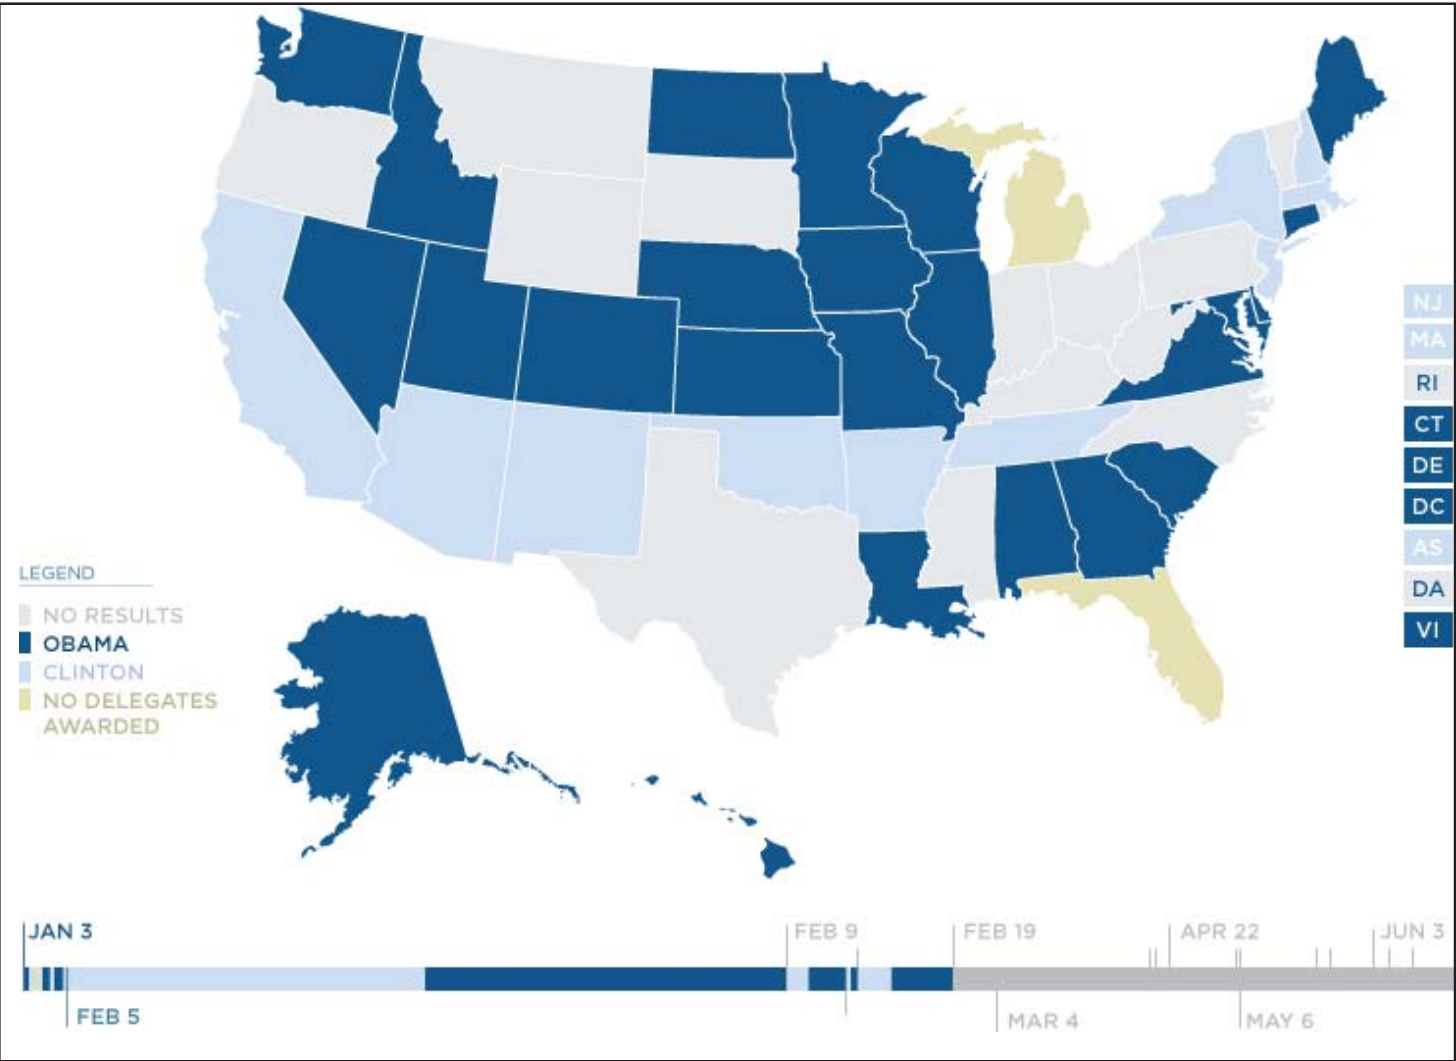 NJ
MA
RI
CT
DE
DC
AS
DA
VI
LEGEND
NO RESULTS
OBAMA
CLINTON
NO DELEGATES
AWARDED
JAN 3
FEB 9
FEB 19
APR 22
JUN 3
FEB 5
MAR 4
MAY 6